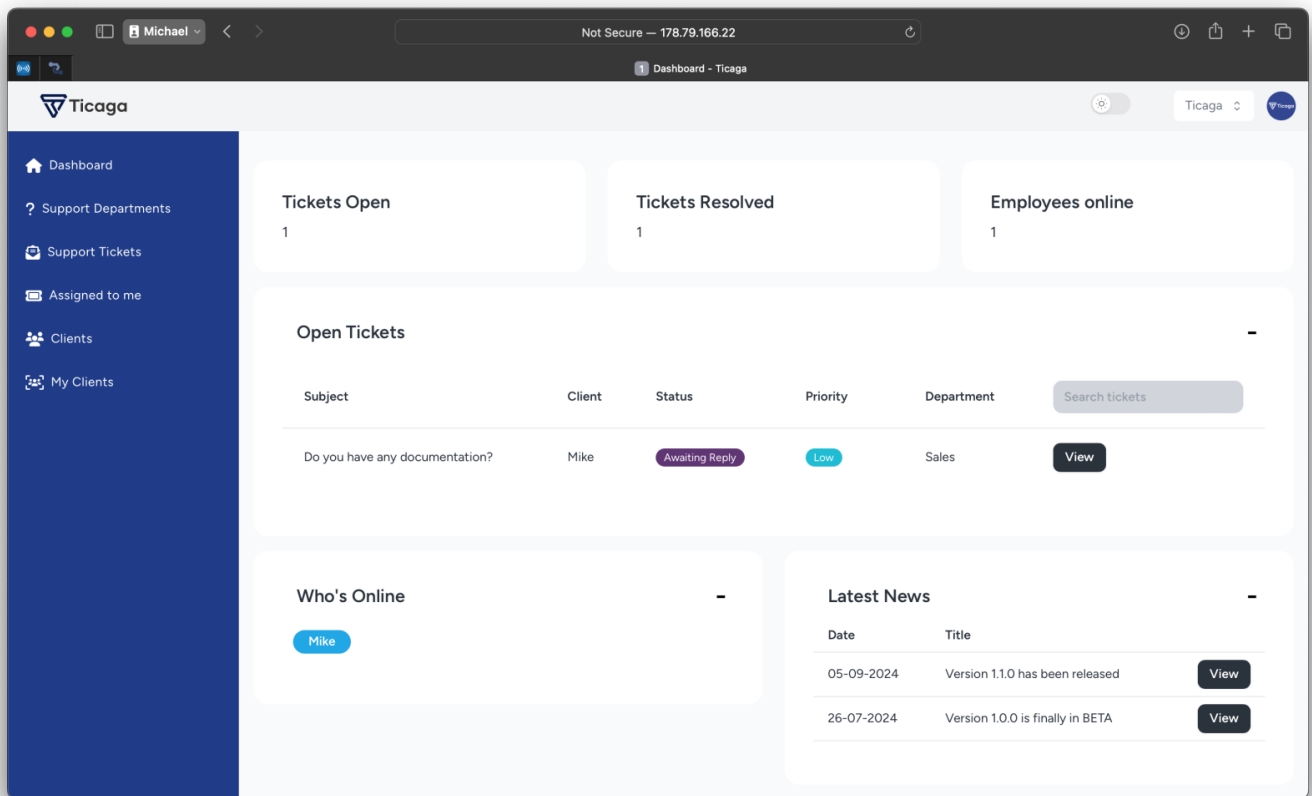 Michael
Not Secure — 178.79.166.22
1 Dashboard - Ticaga
Ticaga
Ticaga
Ticaga
Dashboard
? Support Departments
Support Tickets
Assigned to me
Clients
My Clients
Tickets Open
1
Tickets Resolved
1
Employees online
1
Open Tickets -
Subject Client Status Priority Department Search tickets
Do you have any documentation? Mike Awaiting Reply Low Sales View
Who's Online -
Mike
Latest News -
Date Title
05-09-2024 Version 1.1.0 has been released View
26-07-2024 Version 1.0.0 is finally in BETA View